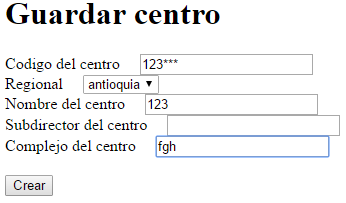 Guardar centro
Codigo del centro 123***
Regional antioquia
Nombre del centro 123
Subdirector del centro
Complejo del centro fgh
Crear